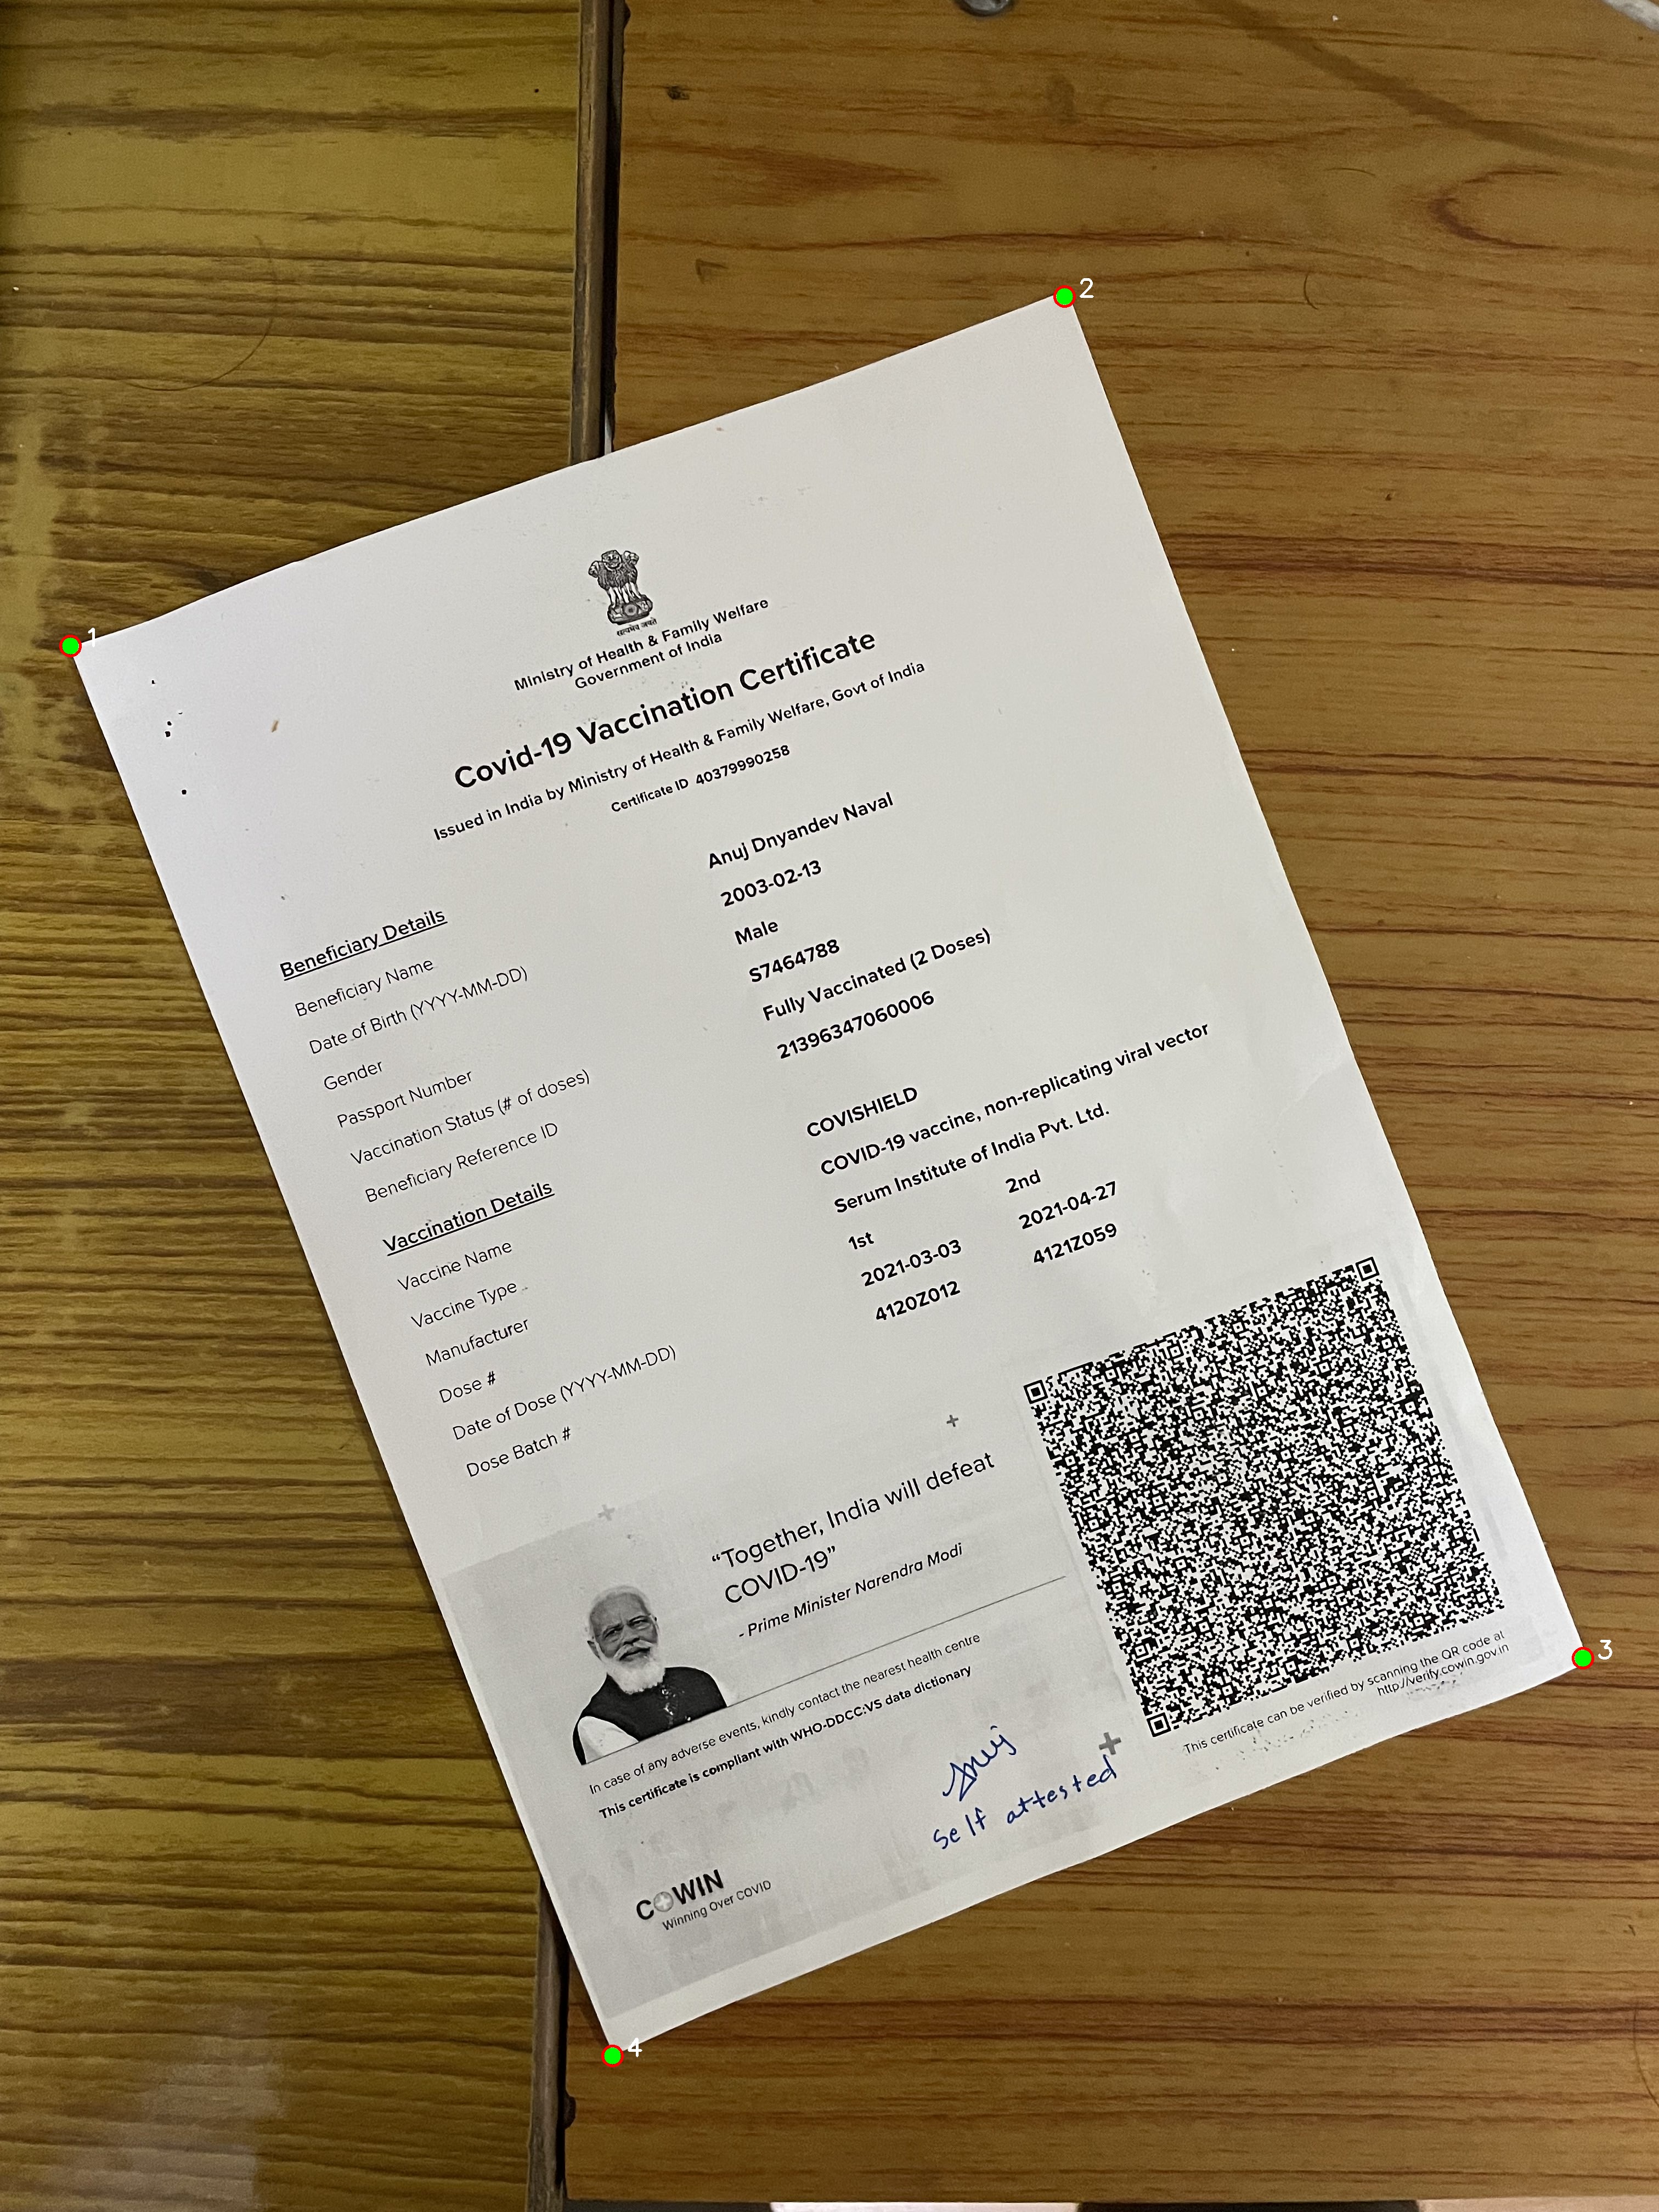 1
2
सत्यमेव जयते
Ministry of Health & Family Welfare
Government of India
Covid-19 Vaccination Certificate
Issued in India by Ministry of Health & Family Welfare, Govt of India
Certificate ID 40379990258
Beneficiary Details
Beneficiary Name Anuj Dnyandev Naval
Date of Birth (YYYY-MM-DD) 2003-02-13
Gender Male
Passport Number S7464788
Vaccination Status (# of doses) Fully Vaccinated (2 Doses)
Beneficiary Reference ID 21396347060006
Vaccination Details
Vaccine Name COVISHIELD
Vaccine Type COVID-19 vaccine, non-replicating viral vector
Manufacturer Serum Institute of India Pvt. Ltd.
Dose # 1st 2nd
Date of Dose (YYYY-MM-DD) 2021-03-03 2021-04-27
Dose Batch # 4120Z012 4121Z059
“Together, India will defeat
COVID-19”
- Prime Minister Narendra Modi
In case of any adverse events, kindly contact the nearest health centre
This certificate is compliant with WHO-DDCC:VS data dictionary
This certificate can be verified by scanning the QR code at
http://verify.cowin.gov.in
3
Anuj
Self attested
COWIN
Winning Over COVID
4